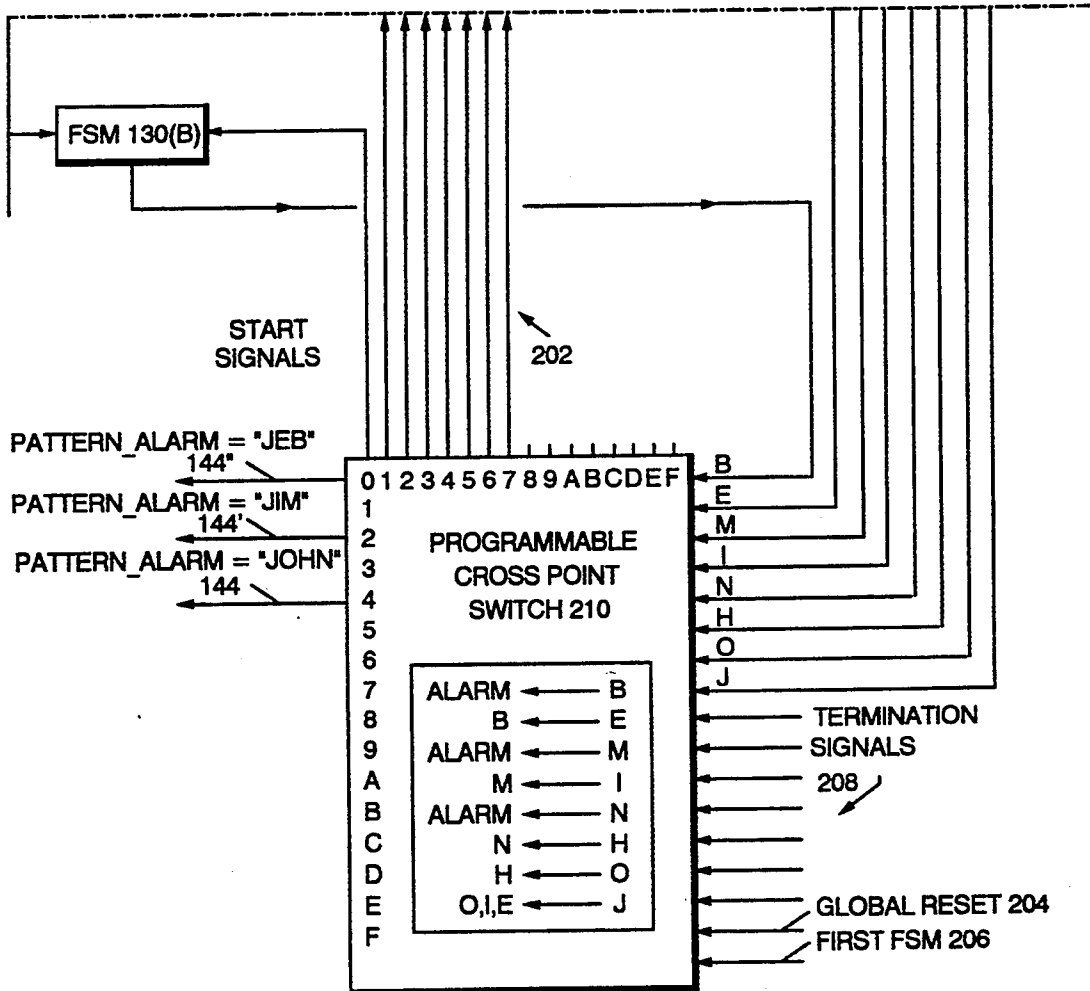 FSM 130(B)
START
SIGNALS
202
PATTERN_ALARM = "JEB"
144"
PATTERN_ALARM = "JIM"
144'
PATTERN_ALARM = "JOHN"
144
0 1 2 3 4 5 6 7 8 9 A B C D E F
1
2
3
4
5
6
7
8
9
A
B
C
D
E
F
PROGRAMMABLE
CROSS POINT
SWITCH 210
ALARM B
B E
ALARM M
M I
ALARM N
N H
H O
O,I,E J
B
E
M
I
N
H
O
J
TERMINATION
SIGNALS
208
GLOBAL RESET 204
FIRST FSM 206